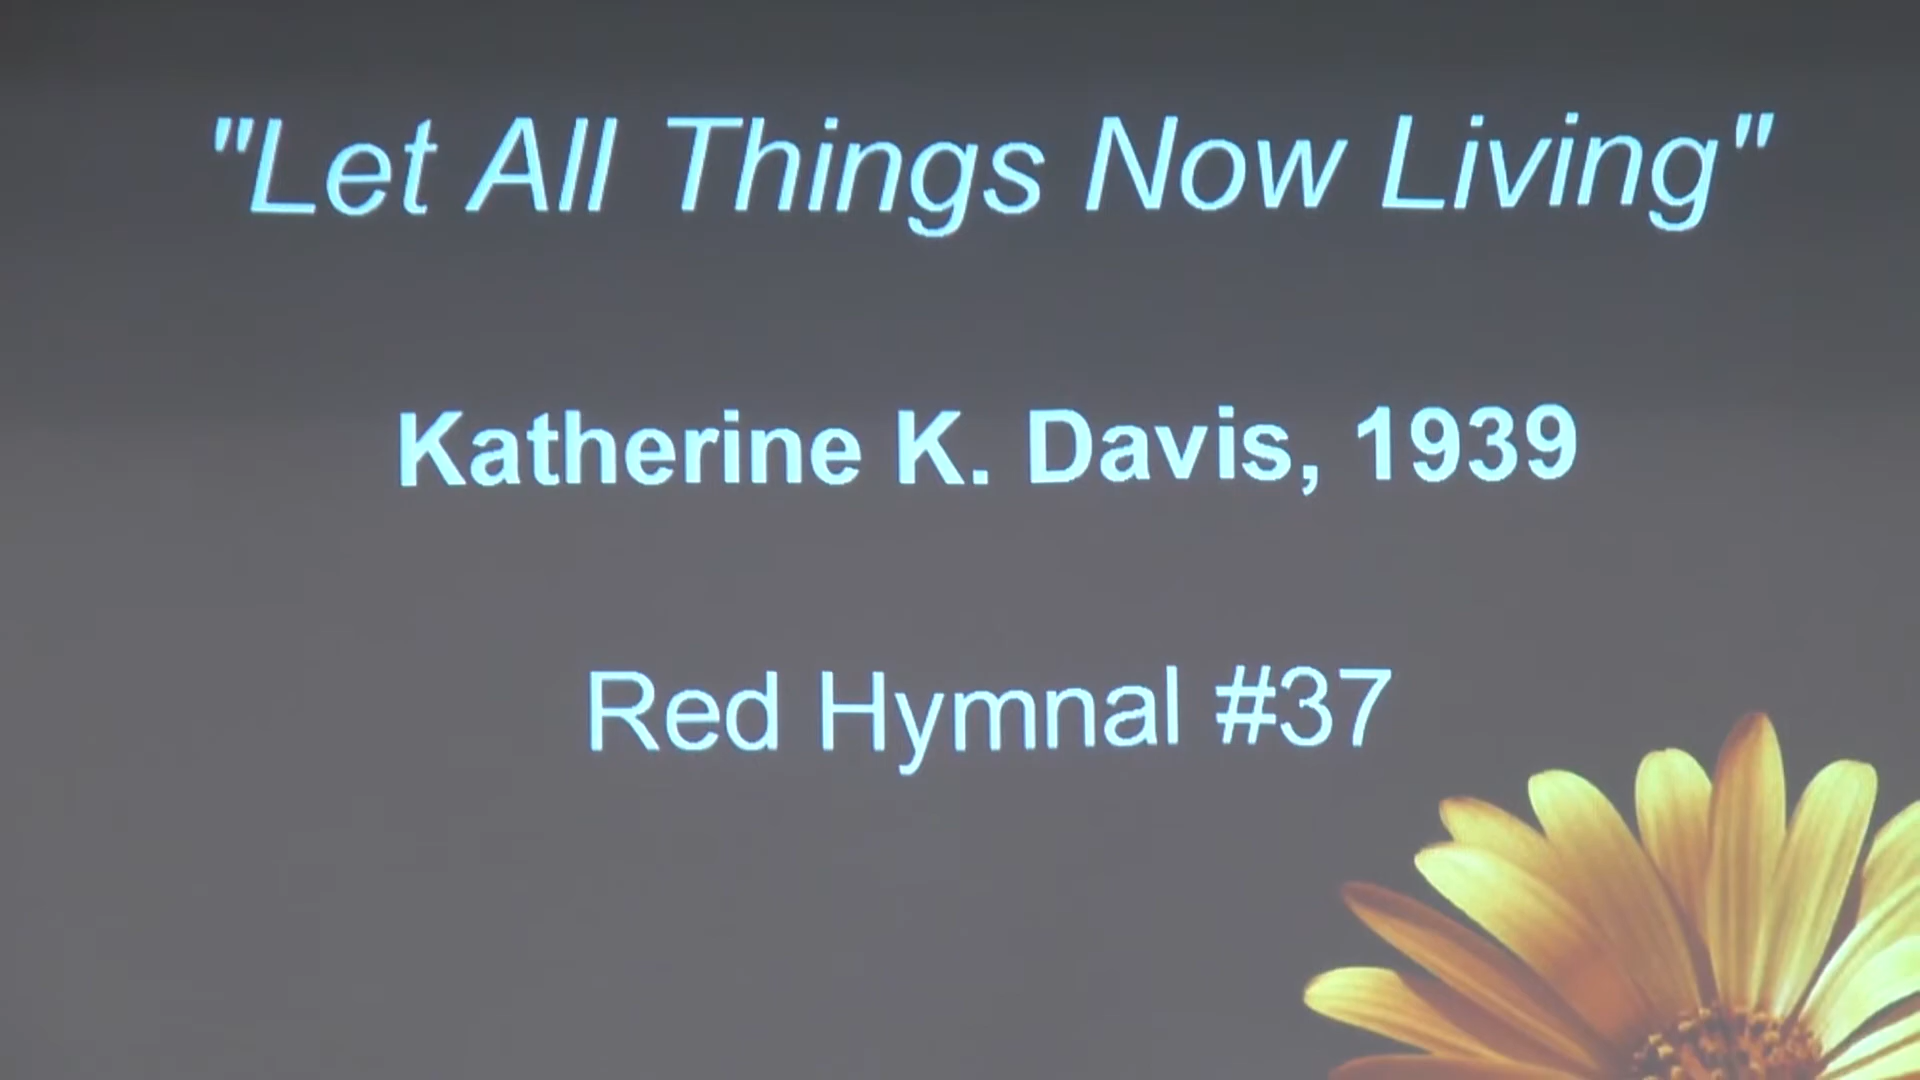 "Let All Things Now Living"
Katherine K. Davis, 1939
Red Hymnal #37